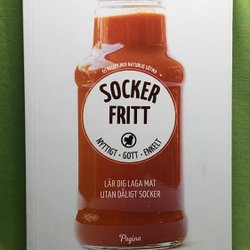 SOCKER
FRITT
NYTTIGT • GOTT • ENKELT
LÄR DIG LAGA MAT
UTAN DÅLIGT SOCKER
Pagina